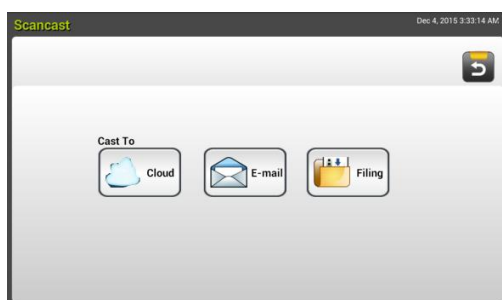 Scancast
Dec 4, 2015 3:33:14 AM
Cast To
Cloud
E-mail
Filing